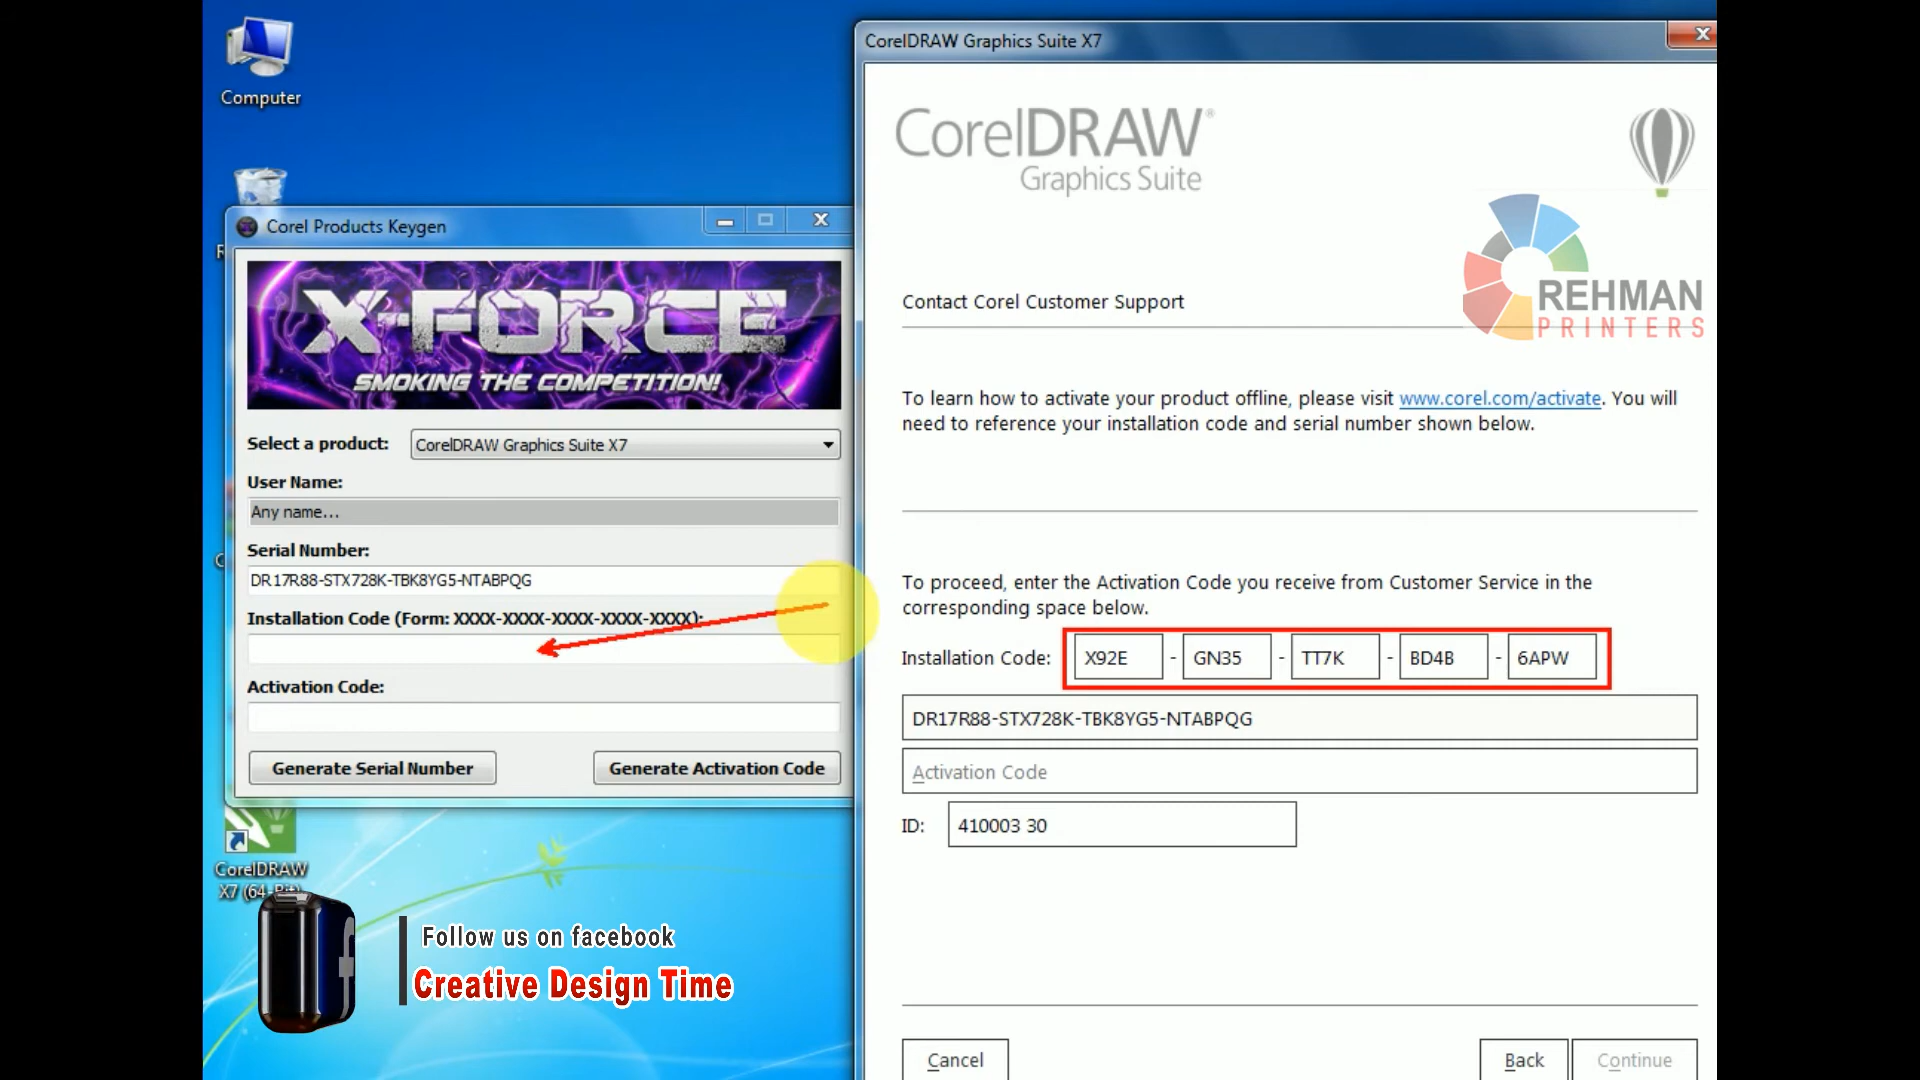 Computer
CorelDRAW Graphics Suite X7
CorelDRAW®
Graphics Suite
REHMAN
PRINTERS
Corel Products Keygen
X-FORCE
SMOKING THE COMPETITION!
Select a product: CorelDRAW Graphics Suite X7
User Name:
Any name...
Serial Number:
DR17R88-STX728K-TBK8YG5-NTABPQG
Installation Code (Form: XXXX-XXXX-XXXX-XXXX-XXXX):
Activation Code:
Generate Serial Number Generate Activation Code
CorelDRAW
X7 (64-Bit)
Follow us on facebook
Creative Design Time
Contact Corel Customer Support
To learn how to activate your product offline, please visit www.corel.com/activate. You will
need to reference your installation code and serial number shown below.
To proceed, enter the Activation Code you receive from Customer Service in the
corresponding space below.
Installation Code: X92E - GN35 - TT7K - BD4B - 6APW
DR17R88-STX728K-TBK8YG5-NTABPQG
Activation Code
ID: 410003 30
Cancel Back Continue